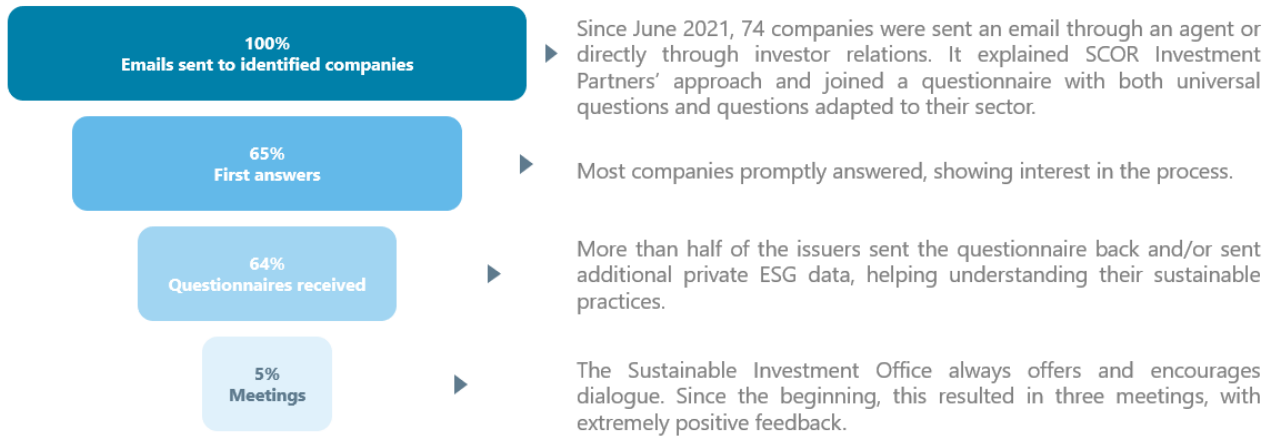 100%
Emails sent to identified companies
Since June 2021, 74 companies were sent an email through an agent or
directly through investor relations. It explained SCOR Investment
Partners’ approach and joined a questionnaire with both universal
questions and questions adapted to their sector.
65%
First answers
Most companies promptly answered, showing interest in the process.
64%
Questionnaires received
More than half of the issuers sent the questionnaire back and/or sent
additional private ESG data, helping understanding their sustainable
practices.
5%
Meetings
The Sustainable Investment Office always offers and encourages
dialogue. Since the beginning, this resulted in three meetings, with
extremely positive feedback.